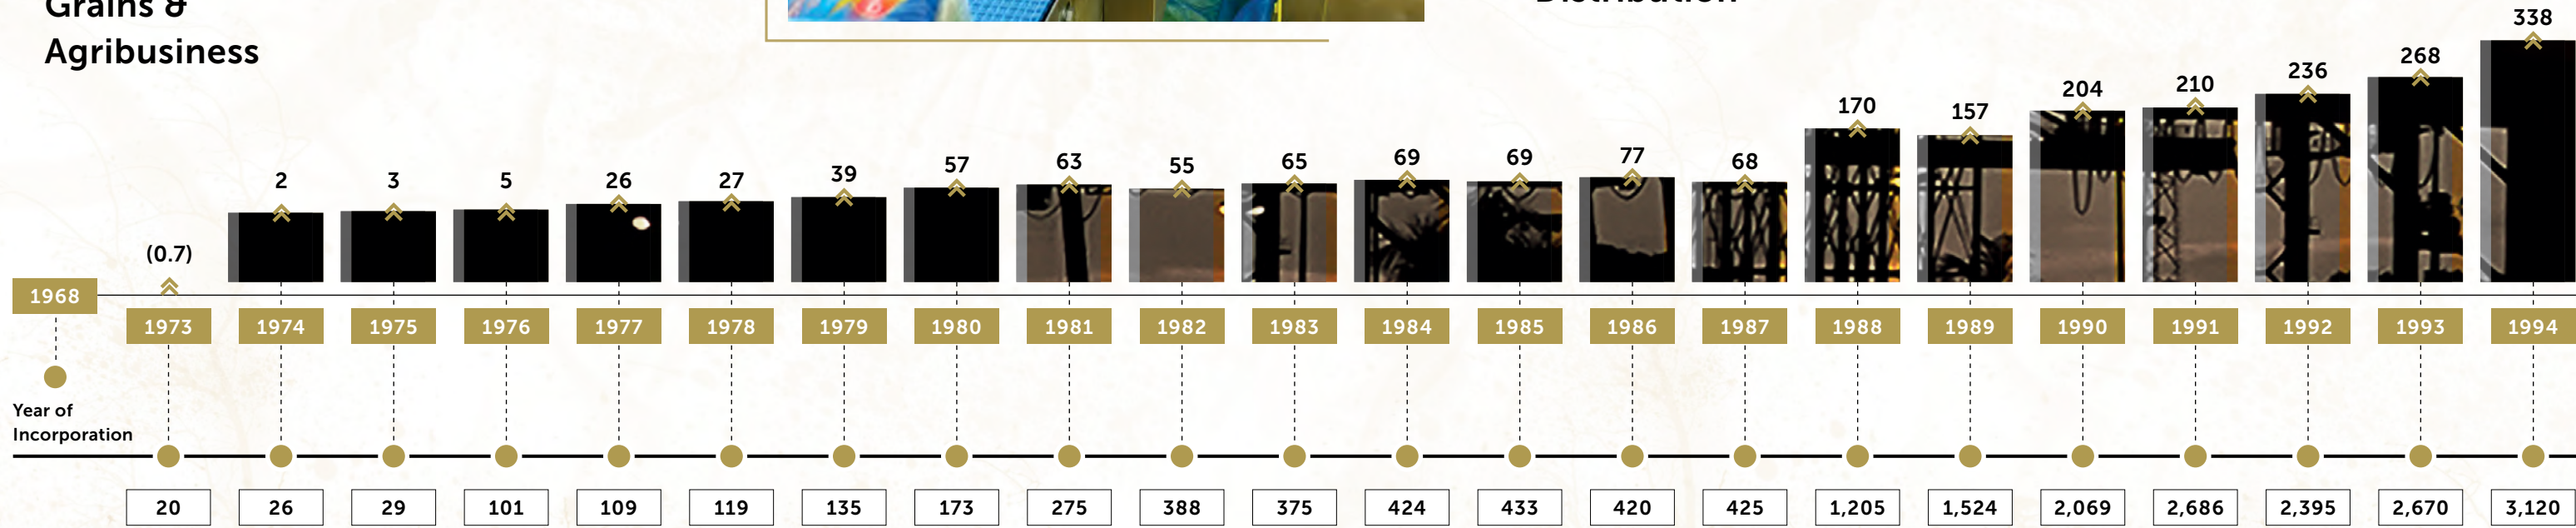 Grains &
Agribusiness
Distribution
(0.7) 2 3 5 26 27 39 57 63 55 65 69 69 77 68 170 157 204 210 236 268 338
1968
1973 1974 1975 1976 1977 1978 1979 1980 1981 1982 1983 1984 1985 1986 1987 1988 1989 1990 1991 1992 1993 1994
Year of
Incorporation
20 26 29 101 109 119 135 173 275 388 375 424 433 420 425 1,205 1,524 2,069 2,686 2,395 2,670 3,120